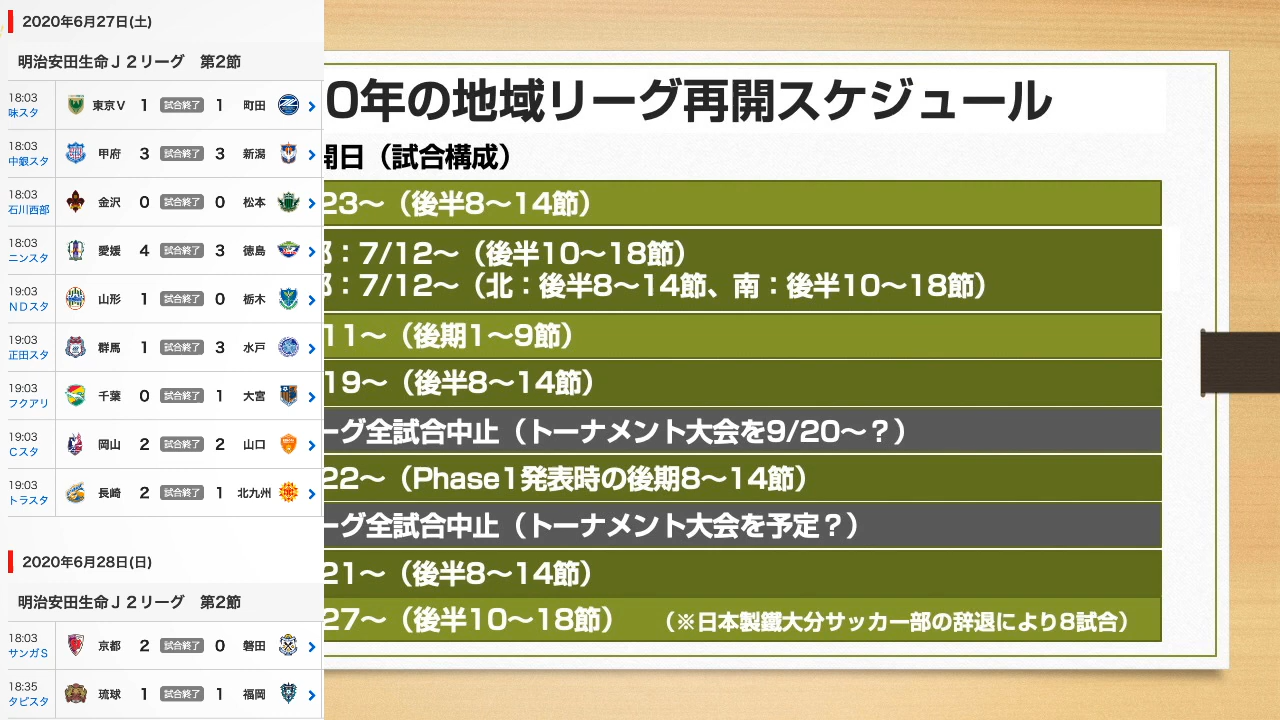 2020年6月27日(土)
明治安田生命Ｊ２リーグ　第2節
18:03 味スタ 東京Ｖ 1 試合終了 1 町田
18:03 中銀スタ 甲府 3 試合終了 3 新潟
18:03 石川西部 金沢 0 試合終了 0 松本
18:03 ニンスタ 愛媛 4 試合終了 3 徳島
19:03 ＮＤスタ 山形 1 試合終了 0 栃木
19:03 正田スタ 群馬 1 試合終了 3 水戸
19:03 フクアリ 千葉 0 試合終了 1 大宮
19:03 Ｃスタ 岡山 2 試合終了 2 山口
19:03 トラスタ 長崎 2 試合終了 1 北九州
2020年6月28日(日)
明治安田生命Ｊ２リーグ　第2節
18:03 サンガＳ 京都 2 試合終了 0 磐田
18:35 タピスタ 琉球 1 試合終了 1 福岡
0年の地域リーグ再開スケジュール
開日（試合構成）
23～（後半8～14節）
：7/12～（後半10～18節）
：7/12～（北：後半8～14節、南：後半10～18節）
11～（後期1～9節）
19～（後半8～14節）
ーグ全試合中止（トーナメント大会を9/20～？）
22～（Phase1発表時の後期8～14節）
ーグ全試合中止（トーナメント大会を予定？）
21～（後半8～14節）
27～（後半10～18節）　（※日本製鐵大分サッカー部の辞退により8試合）